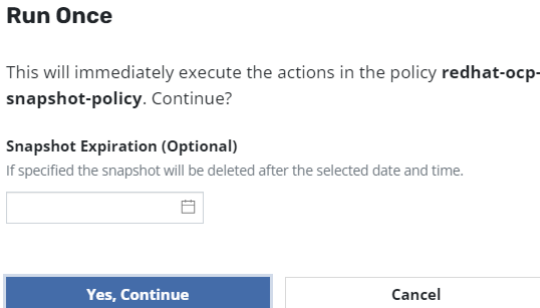 Run Once
This will immediately execute the actions in the policy redhat-ocp-
snapshot-policy. Continue?
Snapshot Expiration (Optional)
If specified the snapshot will be deleted after the selected date and time.
Yes, Continue
Cancel